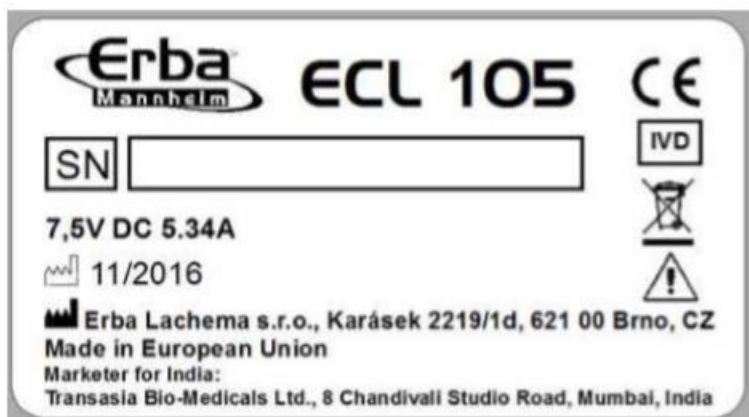 Erba
Mannheim
ECL 105
CE
IVD
SN
7,5V DC 5.34A
11/2016
Erba Lachema s.r.o., Karásek 2219/1d, 621 00 Brno, CZ
Made in European Union
Marketer for India:
Transasia Bio-Medicals Ltd., 8 Chandivali Studio Road, Mumbai, India